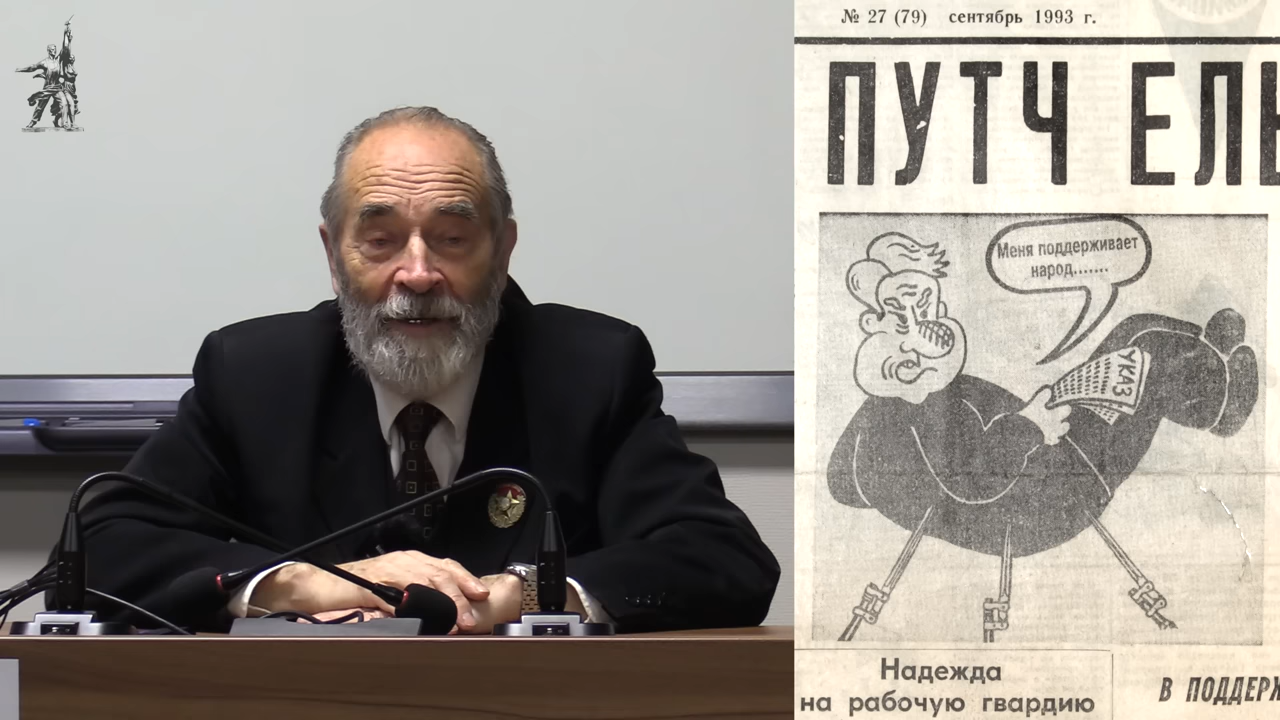 № 27 (79) сентябрь 1993 г.
ПУТЧ ЕЛЬ
Меня поддерживает
народ.......
УКАЗ
Надежда
на рабочую гвардию
В ПОДДЕРЖ